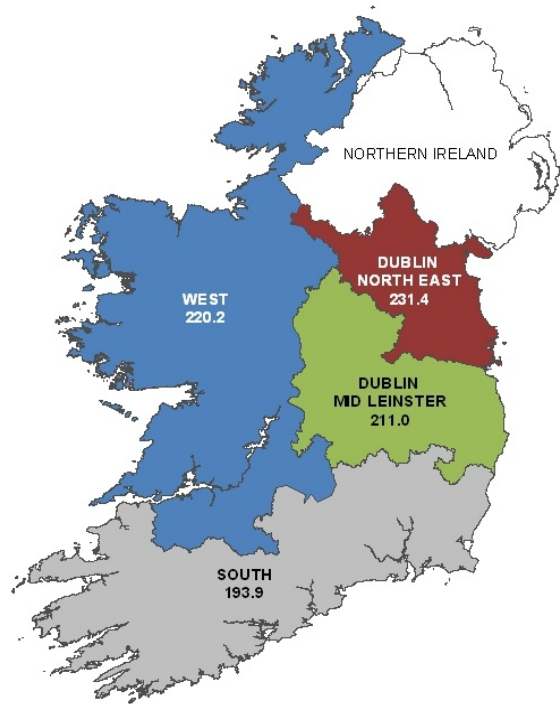 NORTHERN IRELAND
DUBLIN
NORTH EAST
231.4
WEST
220.2
DUBLIN
MID LEINSTER
211.0
SOUTH
193.9